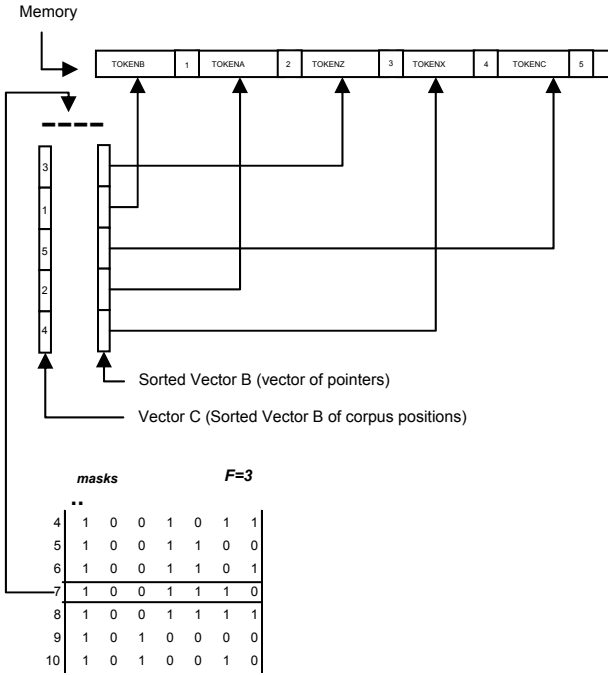 Memory
TOKENB 1 TOKENA 2 TOKENZ 3 TOKENX 4 TOKENC 5
3
1
5
2
4
Sorted Vector B (vector of pointers)
Vector C (Sorted Vector B of corpus positions)
masks F=3
..
4 1 0 0 1 0 1 1
5 1 0 0 1 1 0 0
6 1 0 0 1 1 0 1
7 1 0 0 1 1 1 0
8 1 0 0 1 1 1 1
9 1 0 1 0 0 0 0
10 1 0 1 0 0 1 0